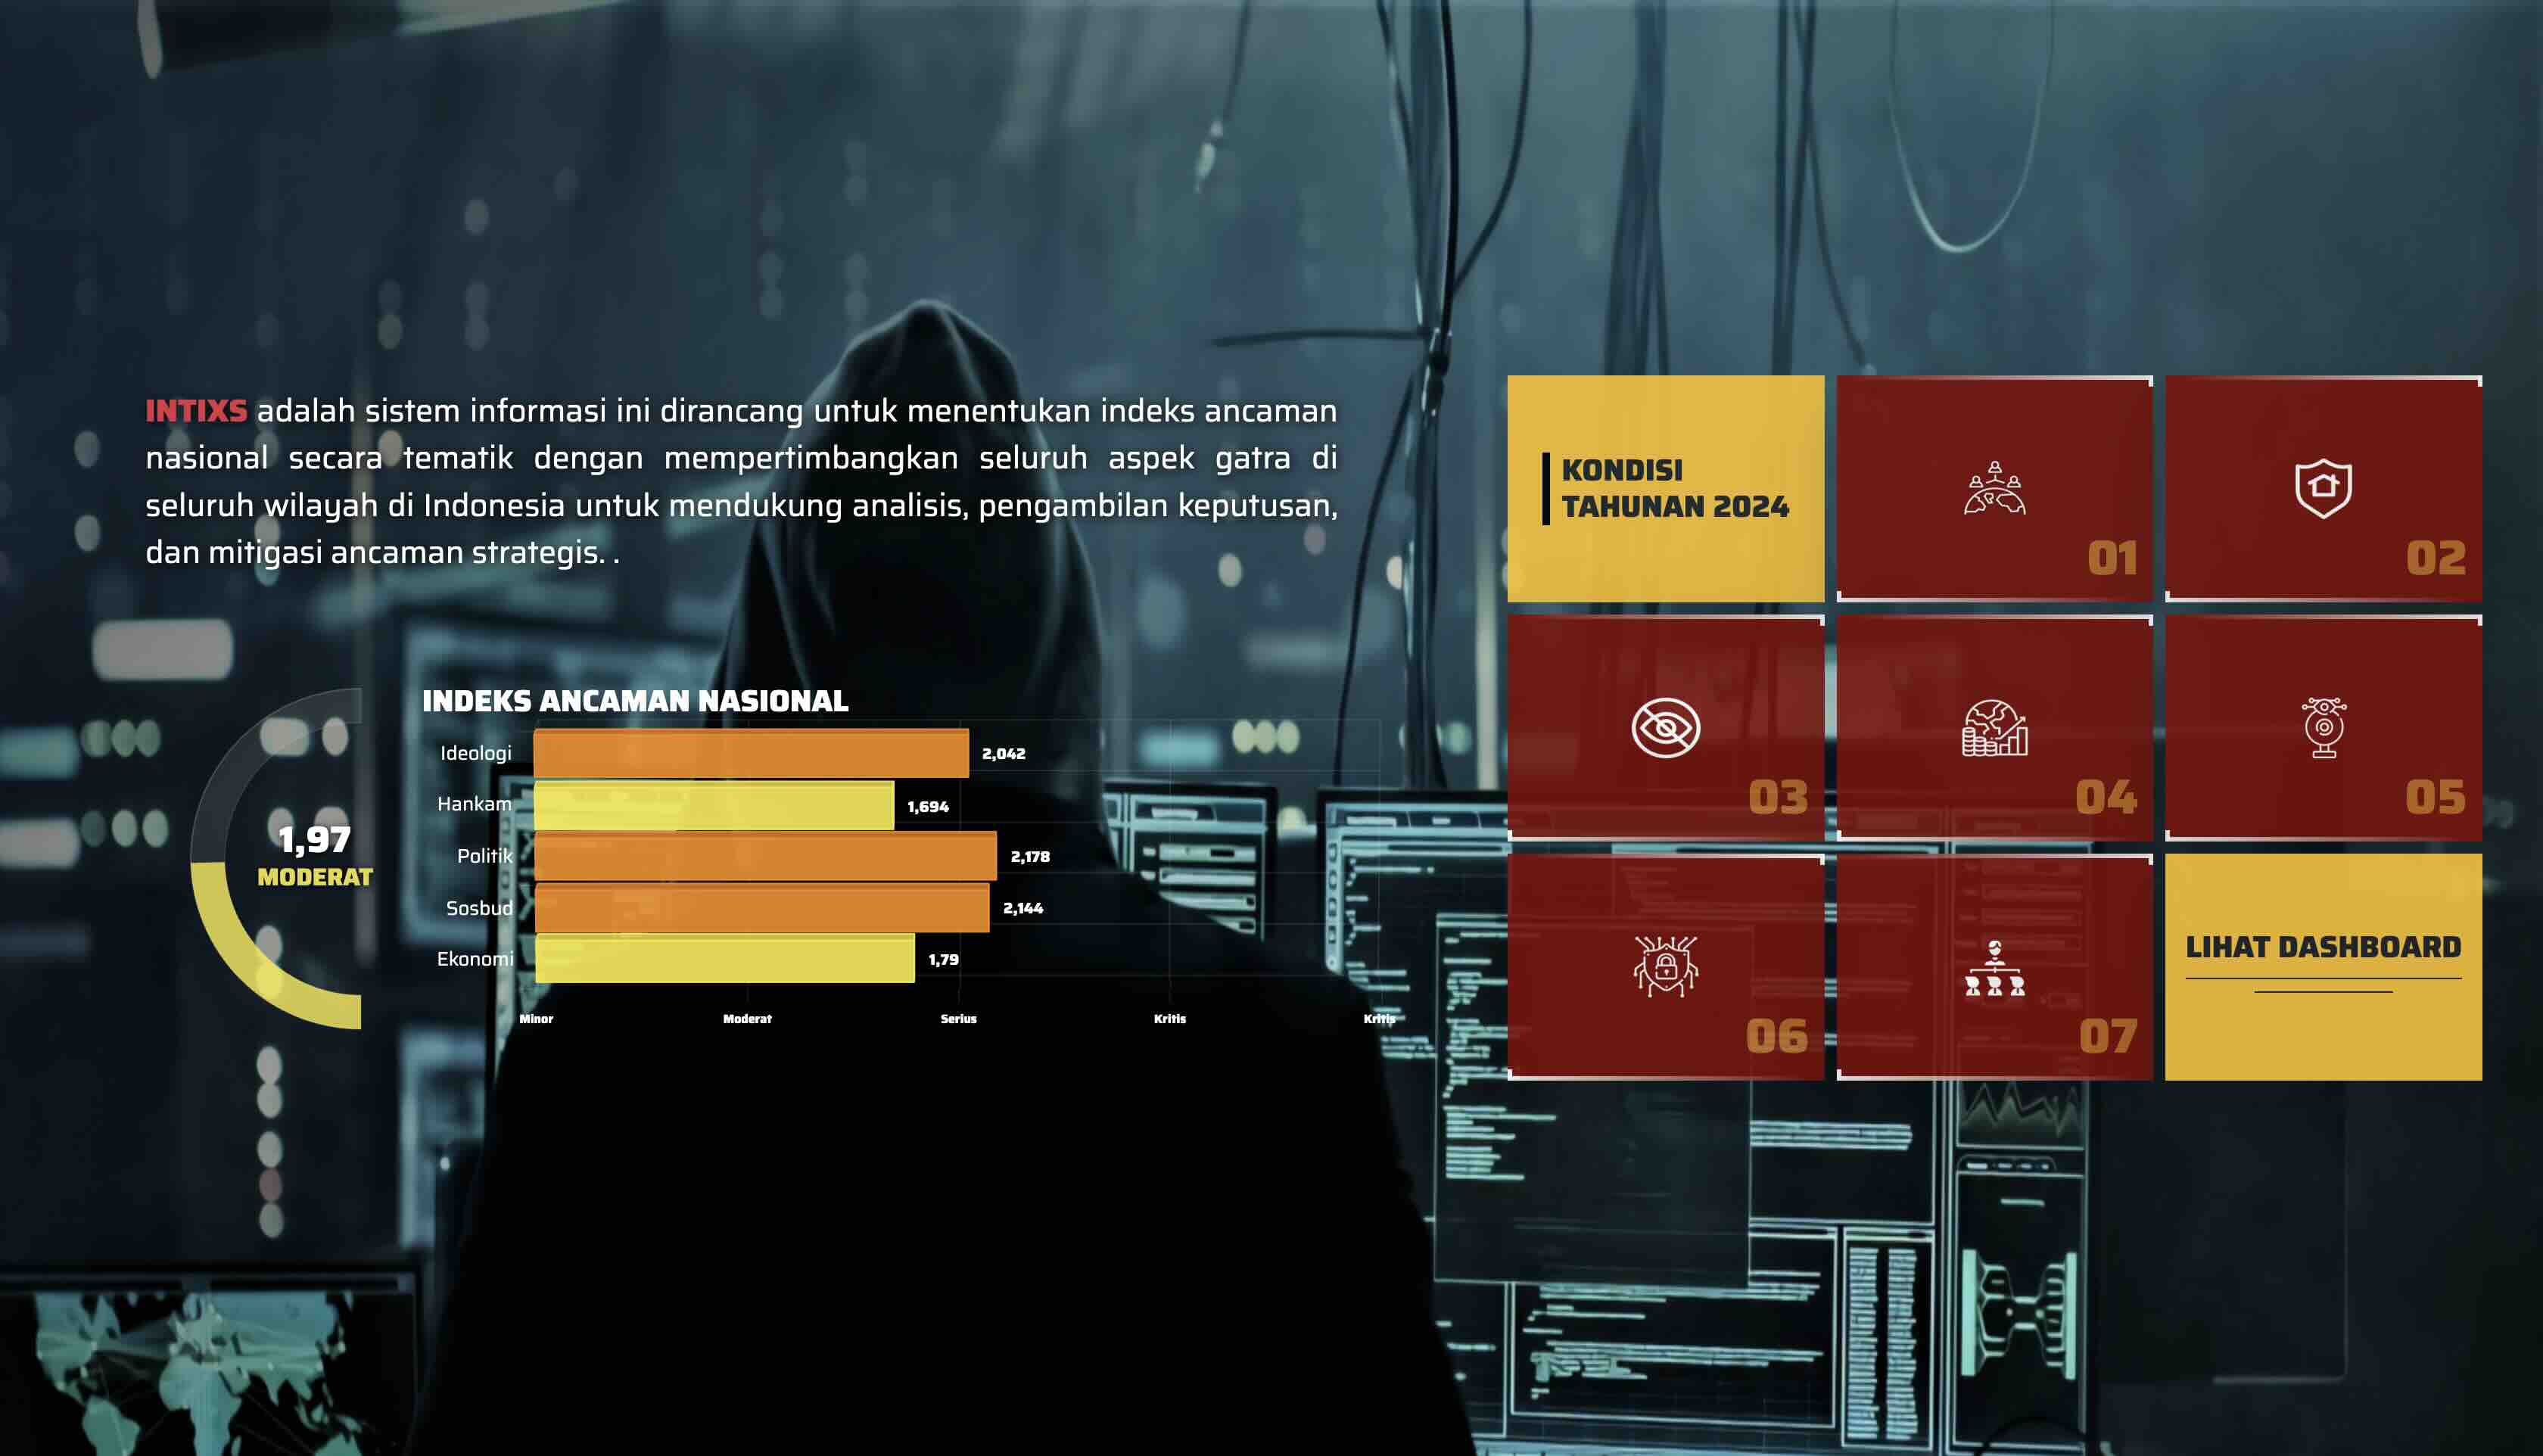 INTIXS adalah sistem informasi ini dirancang untuk menentukan indeks ancaman
nasional secara tematik dengan mempertimbangkan seluruh aspek gatra di
seluruh wilayah di Indonesia untuk mendukung analisis, pengambilan keputusan,
dan mitigasi ancaman strategis. .
1,97
MODERAT
INDEKS ANCAMAN NASIONAL
Ideologi 2,042
Hankam 1,694
Politik 2,178
Sosbud 2,144
Ekonomi 1,79
Minor Moderat Serius Kritis Kritis
KONDISI
TAHUNAN 2024
01
02
03
04
05
06
07
LIHAT DASHBOARD